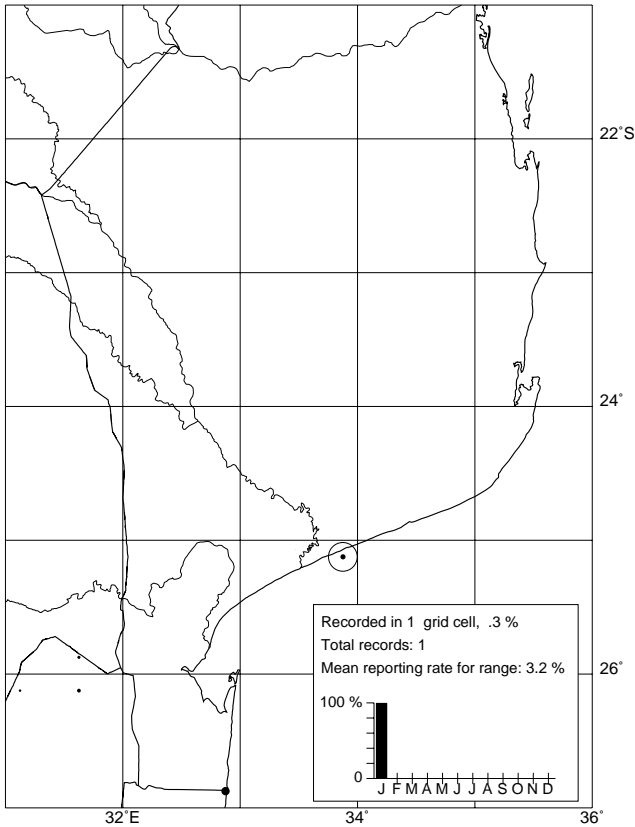 22˚S
24˚
26˚
Recorded in 1 grid cell, .3 %
Total records: 1
Mean reporting rate for range: 3.2 %
100 %
0
J F M A M J J A S O N D
32˚E
34˚
36˚